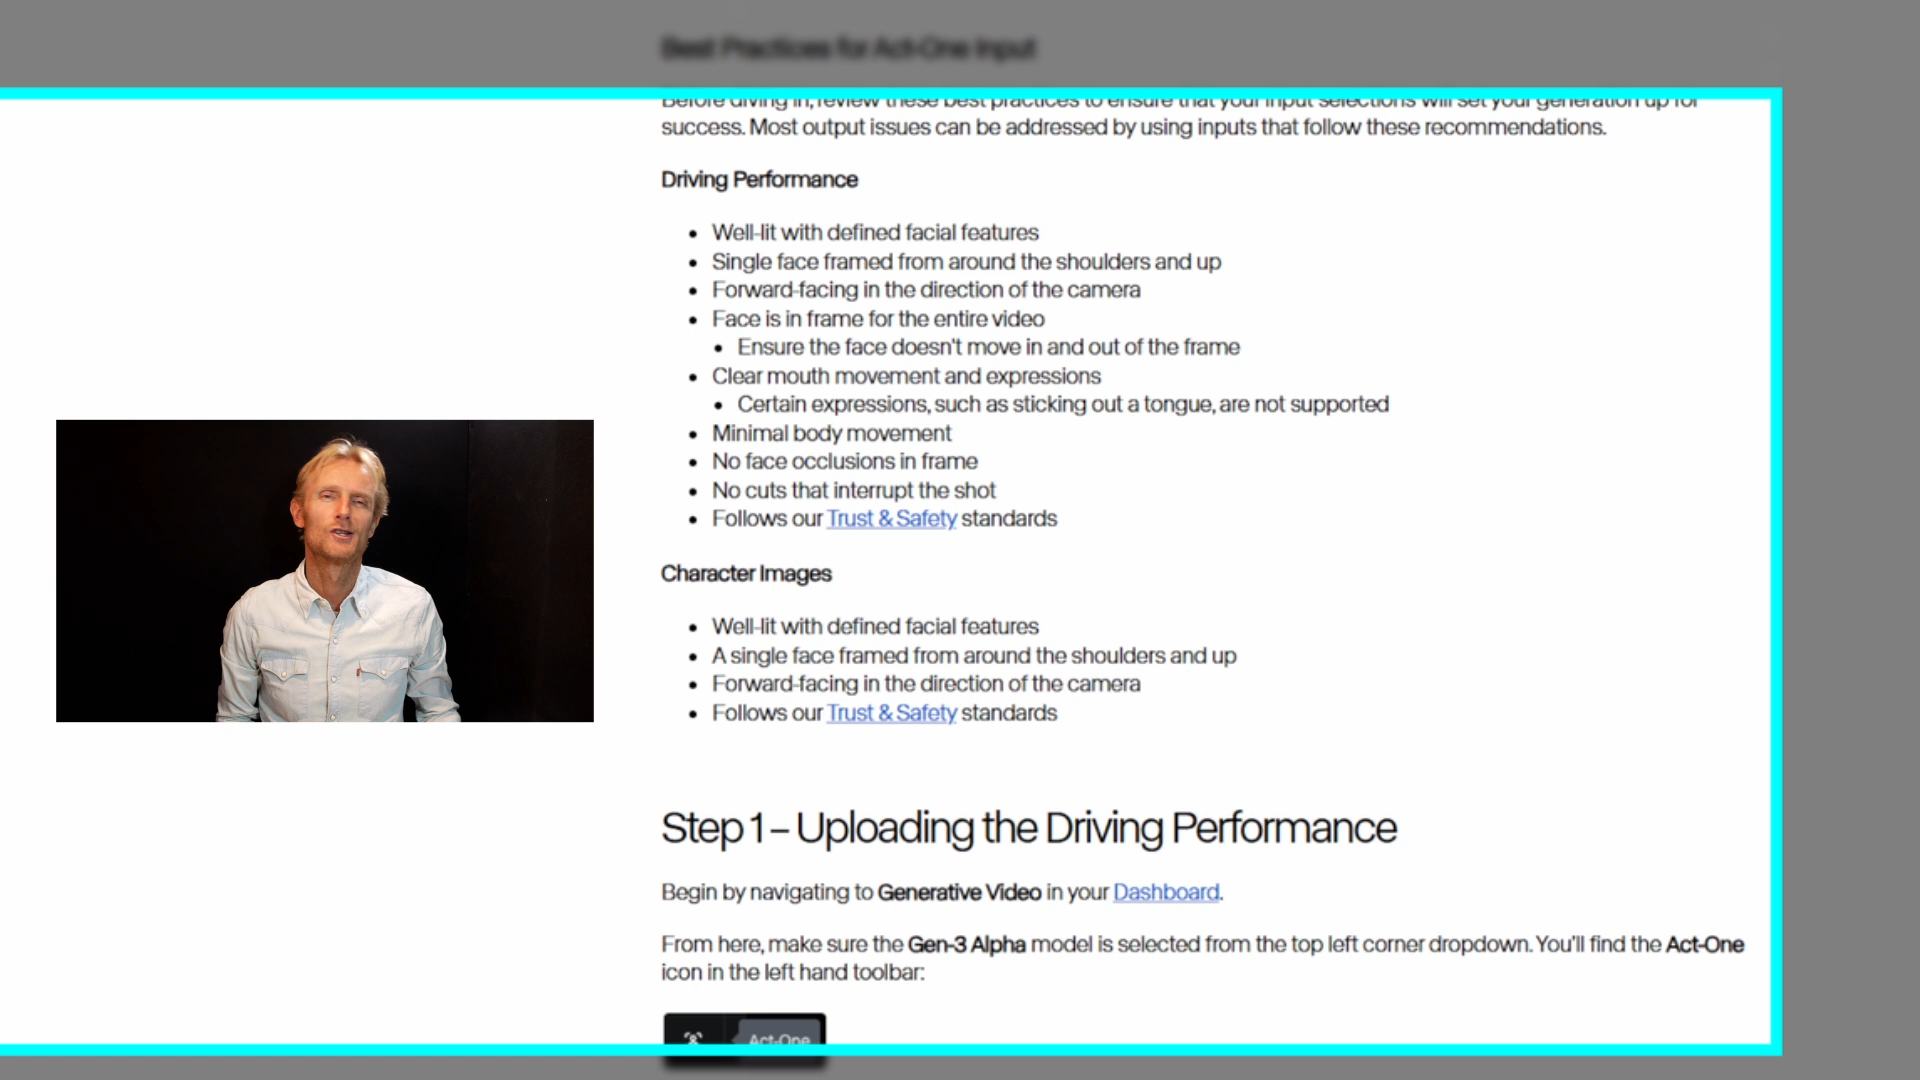 Best Practices for Act-One Input
Before diving in, review these best practices to ensure that your input selections will set your generation up for
success. Most output issues can be addressed by using inputs that follow these recommendations.
Driving Performance
Well-lit with defined facial features
Single face framed from around the shoulders and up
Forward-facing in the direction of the camera
Face is in frame for the entire video
Ensure the face doesn't move in and out of the frame
Clear mouth movement and expressions
Certain expressions, such as sticking out a tongue, are not supported
Minimal body movement
No face occlusions in frame
No cuts that interrupt the shot
Follows our Trust & Safety standards
Character Images
Well-lit with defined facial features
A single face framed from around the shoulders and up
Forward-facing in the direction of the camera
Follows our Trust & Safety standards
Step 1 – Uploading the Driving Performance
Begin by navigating to Generative Video in your Dashboard.
From here, make sure the Gen-3 Alpha model is selected from the top left corner dropdown. You'll find the Act-One
icon in the left hand toolbar:
Act-One